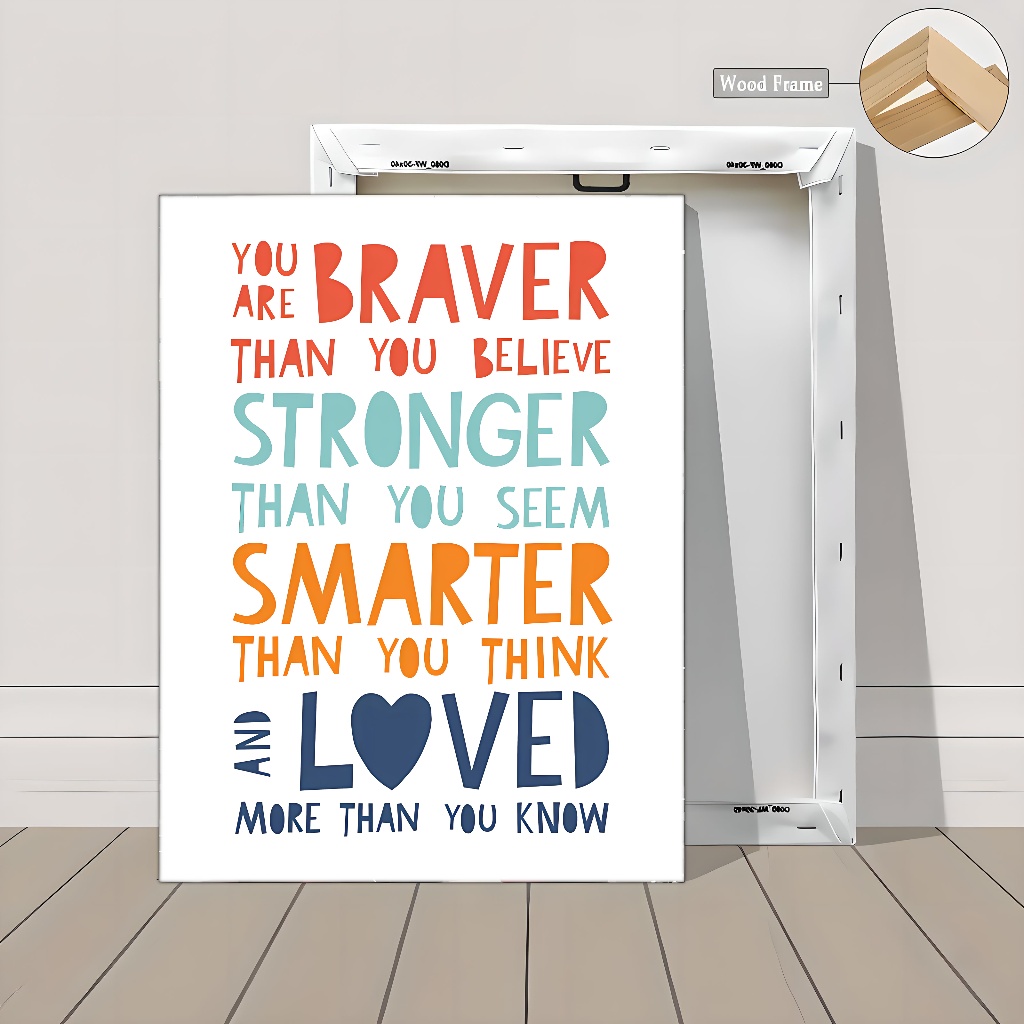 Wood Frame
YOU
ARE
BRAVER
THAN YOU BELIEVE
STRONGER
THAN YOU SEEM
SMARTER
THAN YOU THINK
AND
LOVED
MORE THAN YOU KNOW